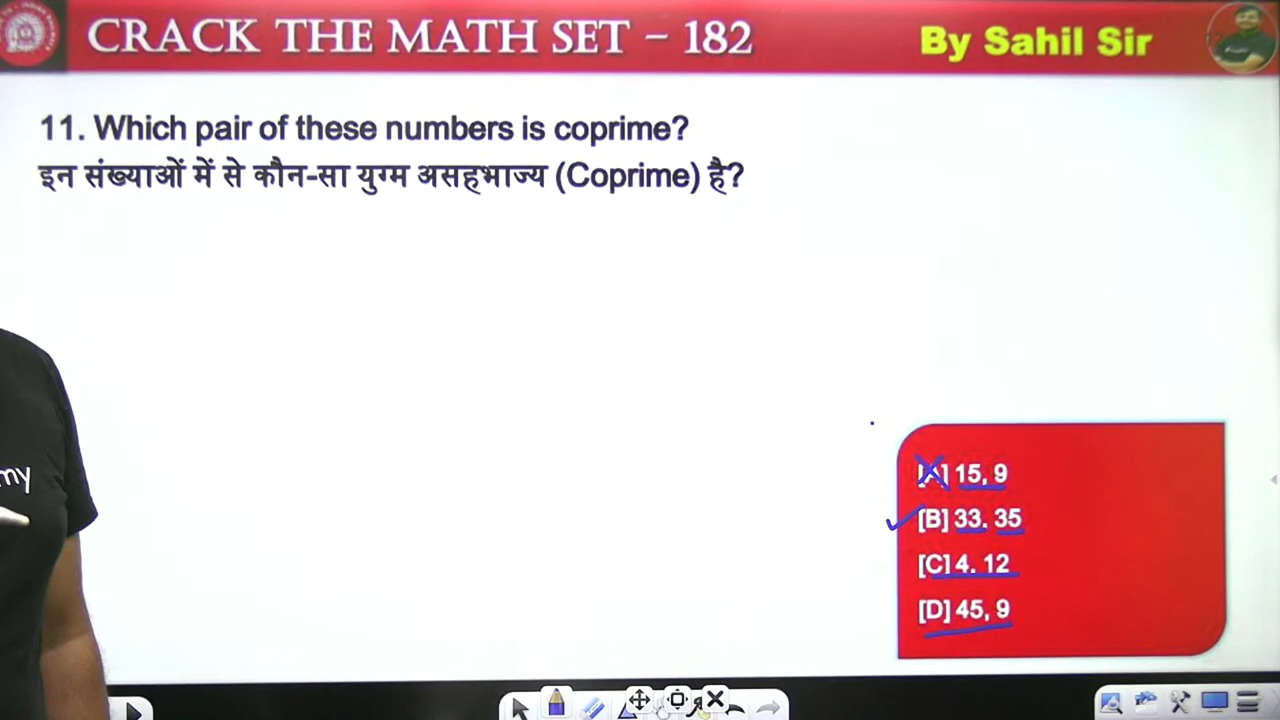 CRACK THE MATH SET – 182
By Sahil Sir
11. Which pair of these numbers is coprime?
इन संख्याओं में से कौन-सा युग्म असहभाज्य (Coprime) है?
[A] 15, 9
[B] 33. 35
[C] 4. 12
[D] 45, 9
my